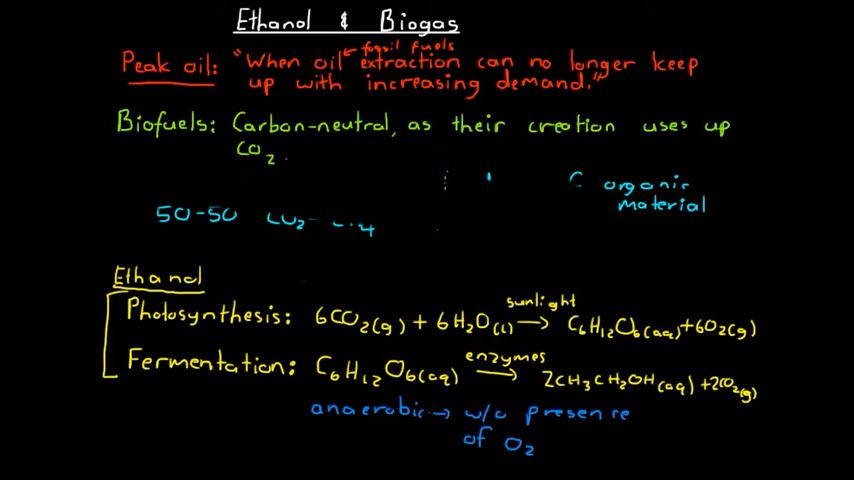 Ethanol & Biogas
fossil fuels
Peak oil: "When oil extraction can no longer keep
up with increasing demand."
Biofuels: Carbon-neutral, as their creation uses up
CO2.
organic
material
50-50 CO2
Ethanol
sunlight
Photosynthesis: 6CO2(g) + 6H2O(l) → C6H12O6(aq) + 6O2(g)
enzymes
Fermentation: C6H12O6(aq) → 2CH3CH2OH(aq) + 2CO2(g)
anaerobic → w/o presence
of O2